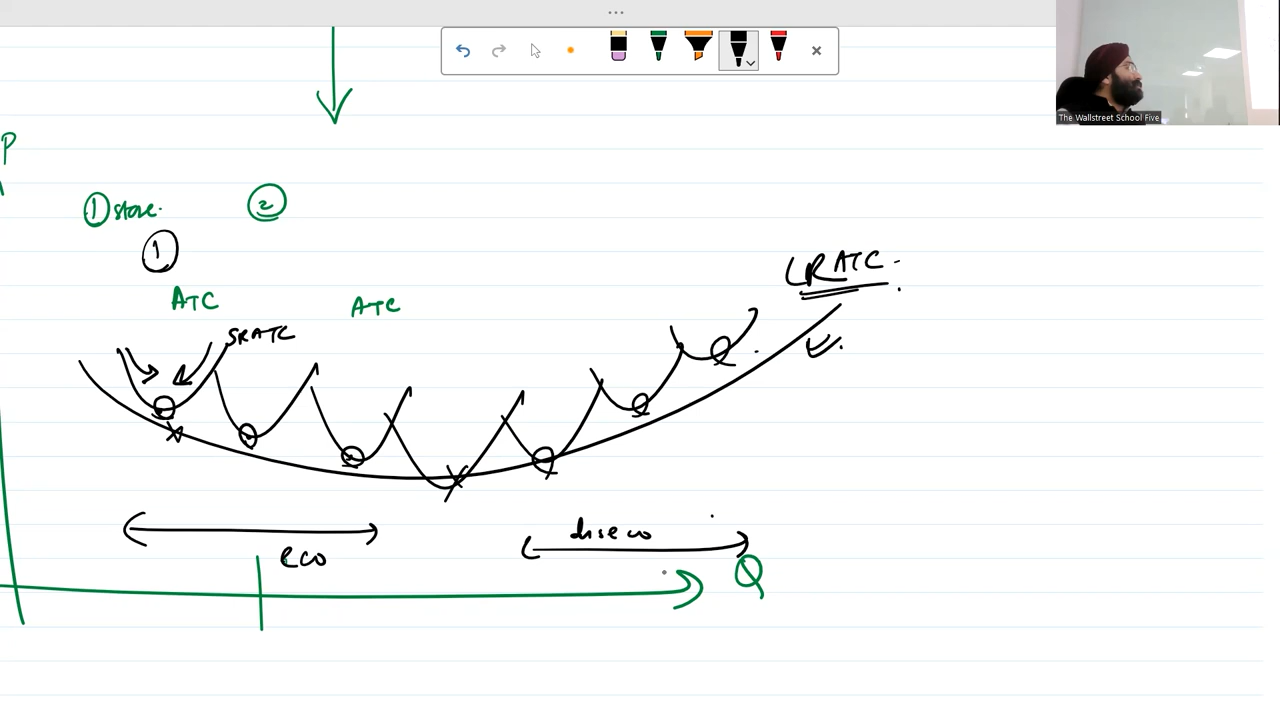 The Wallstreet School Five
P
① store. ②
①
ATC ATC
LRATC.
SRATC
diseco
eco
Q